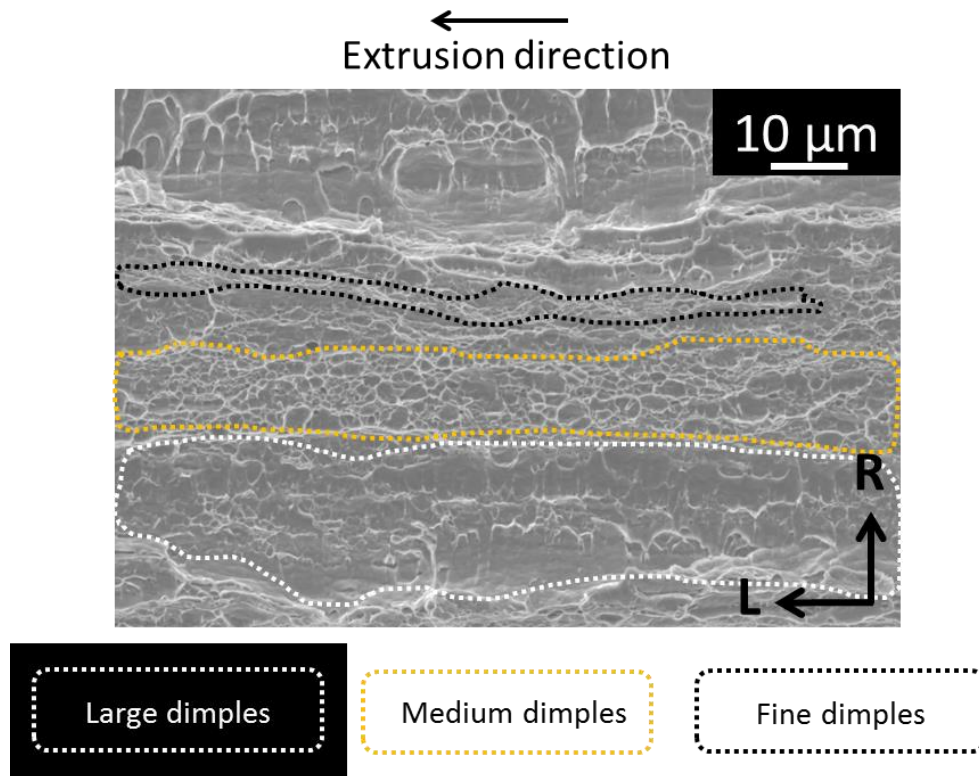 Extrusion direction
10 μm
R
L
Large dimples
Medium dimples
Fine dimples